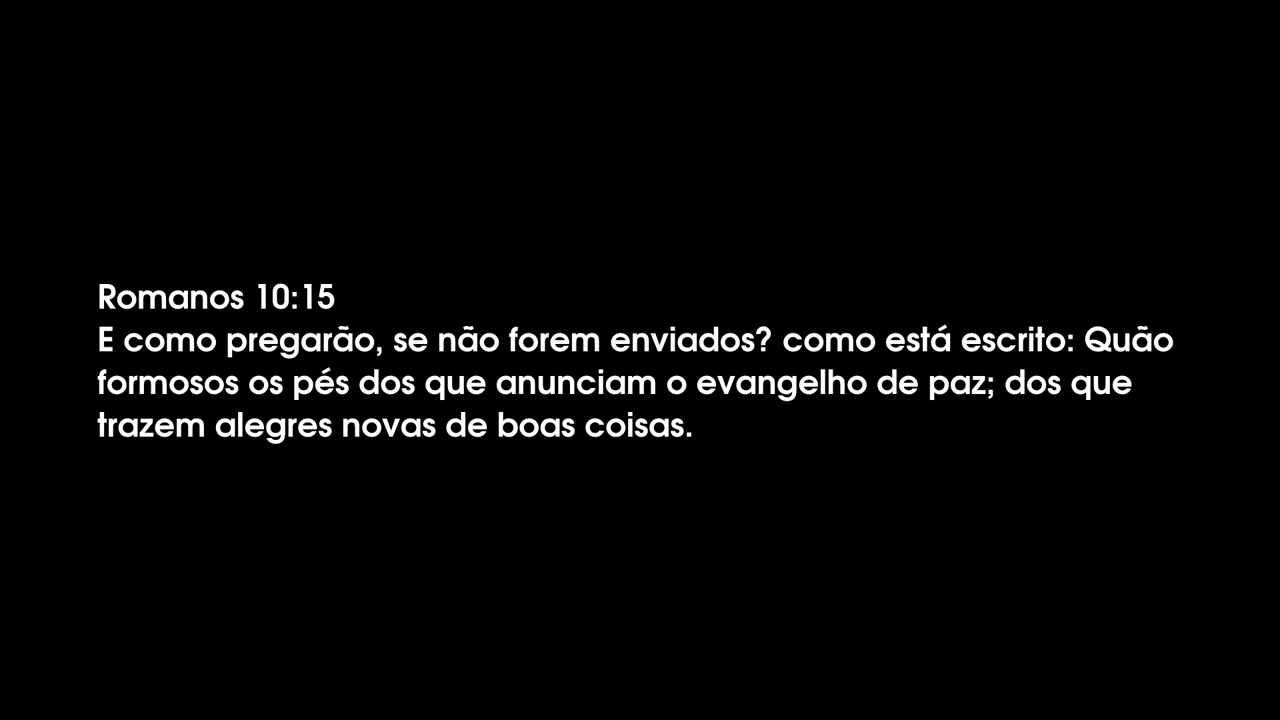 Romanos 10:15
E como pregarão, se não forem enviados? como está escrito: Quão
formosos os pés dos que anunciam o evangelho de paz; dos que
trazem alegres novas de boas coisas.